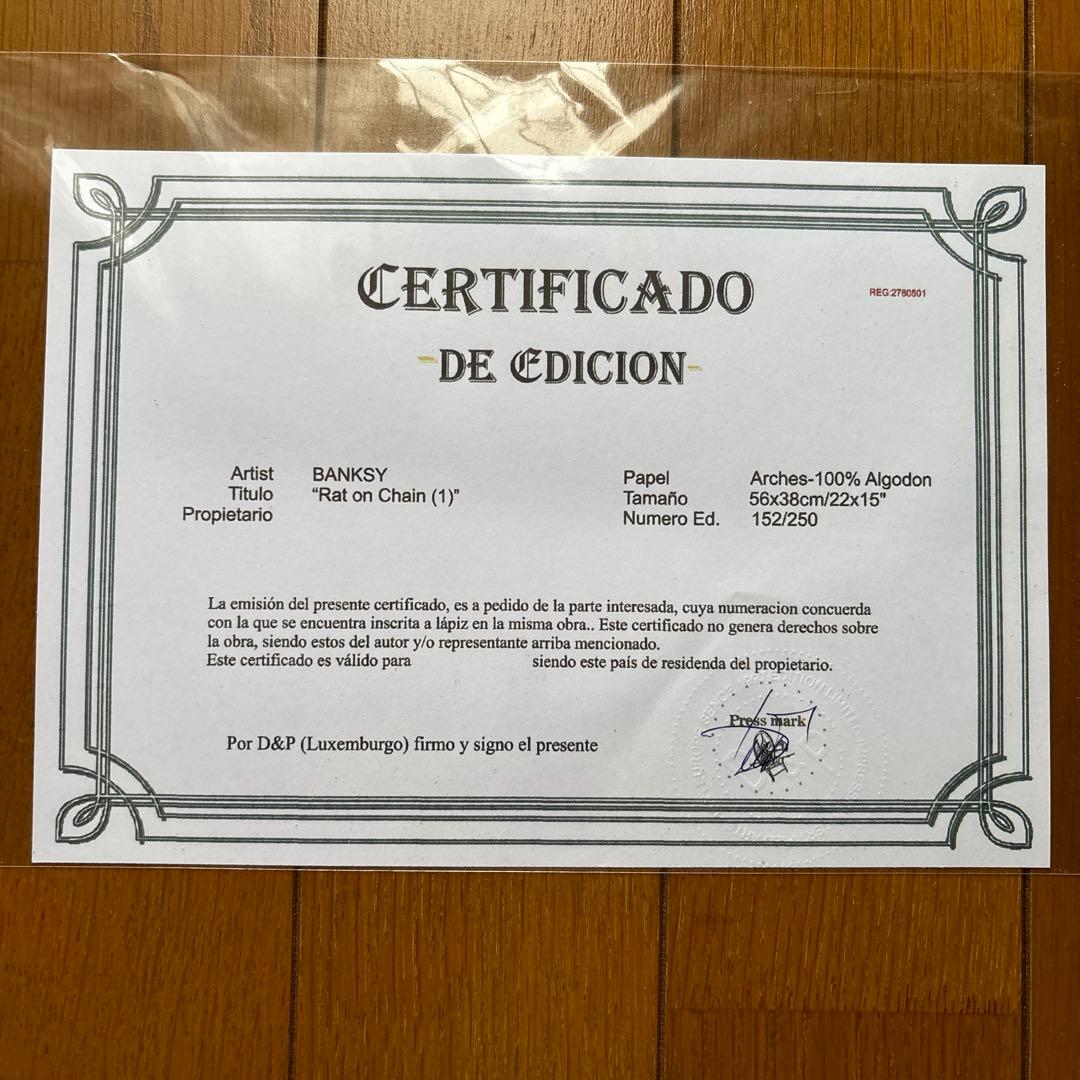 CERTIFICADO
REG:2780501
DE EDICION
Artist BANKSY
Titulo “Rat on Chain (1)”
Propietario
Papel Arches-100% Algodon
Tamaño 56x38cm/22x15"
Numero Ed. 152/250
La emisión del presente certificado, es a pedido de la parte interesada, cuya numeracion concuerda
con la que se encuentra inscrita a lápiz en la misma obra.. Este certificado no genera derechos sobre
la obra, siendo estos del autor y/o representante arriba mencionado.
Este certificado es válido para siendo este país de residenda del propietario.
Press mark
Por D&P (Luxemburgo) firmo y signo el presente